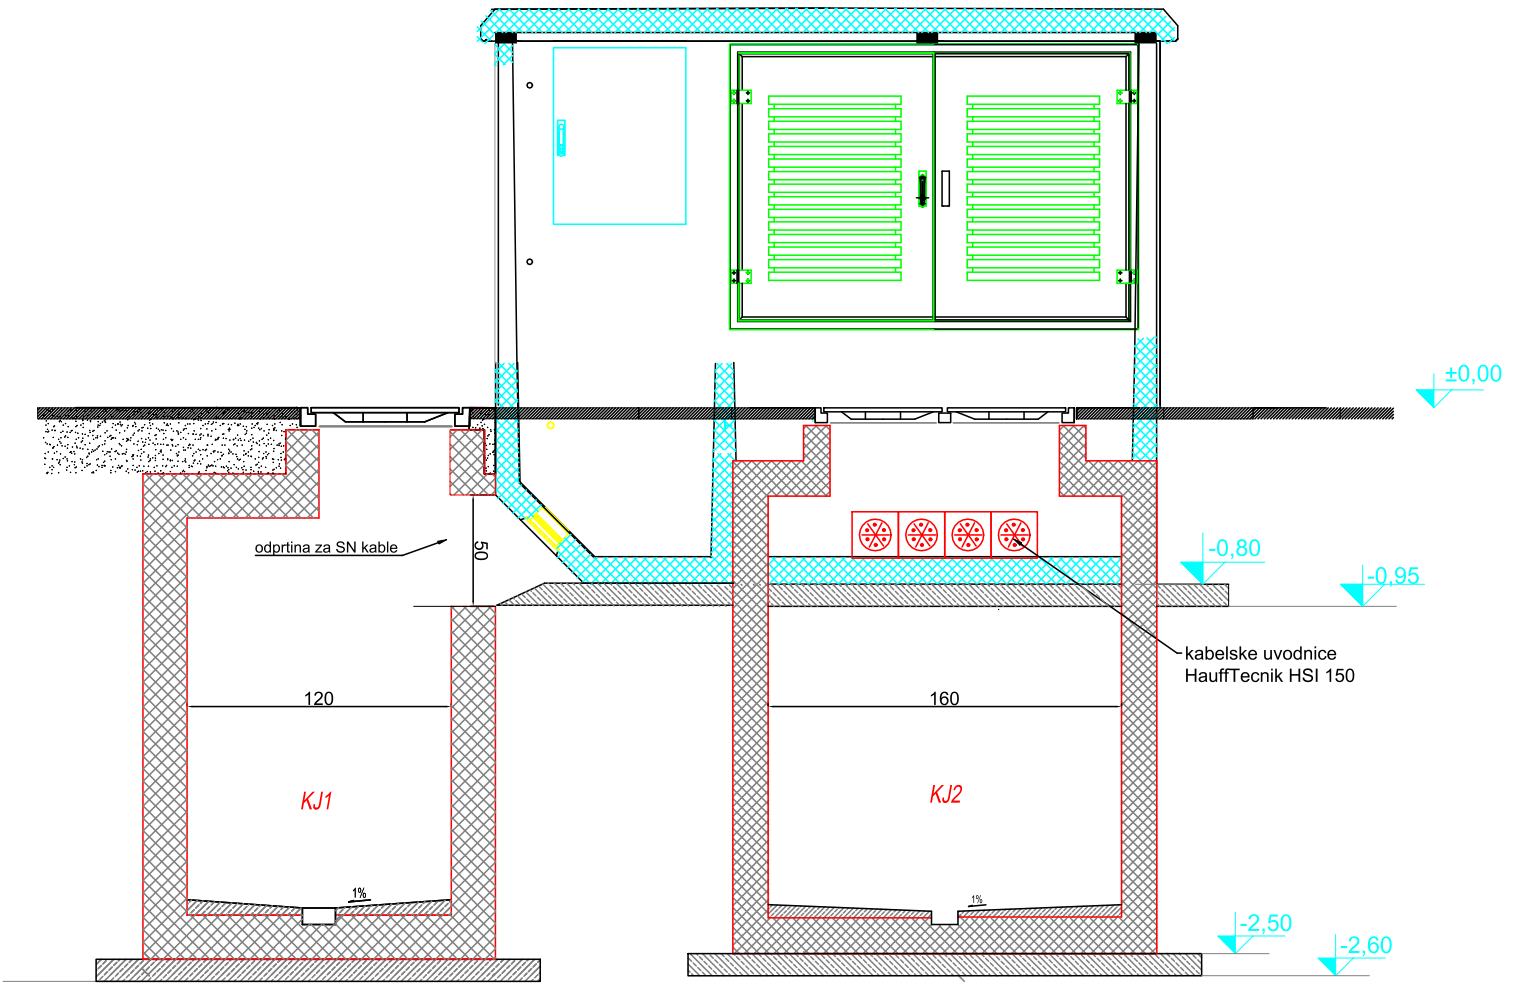 ±0,00
odprtina za SN kable
50
-0,80
-0,95
kabelske uvodnice
HauffTecnik HSI 150
120
160
KJ1
KJ2
1%
1%
-2,50
-2,60